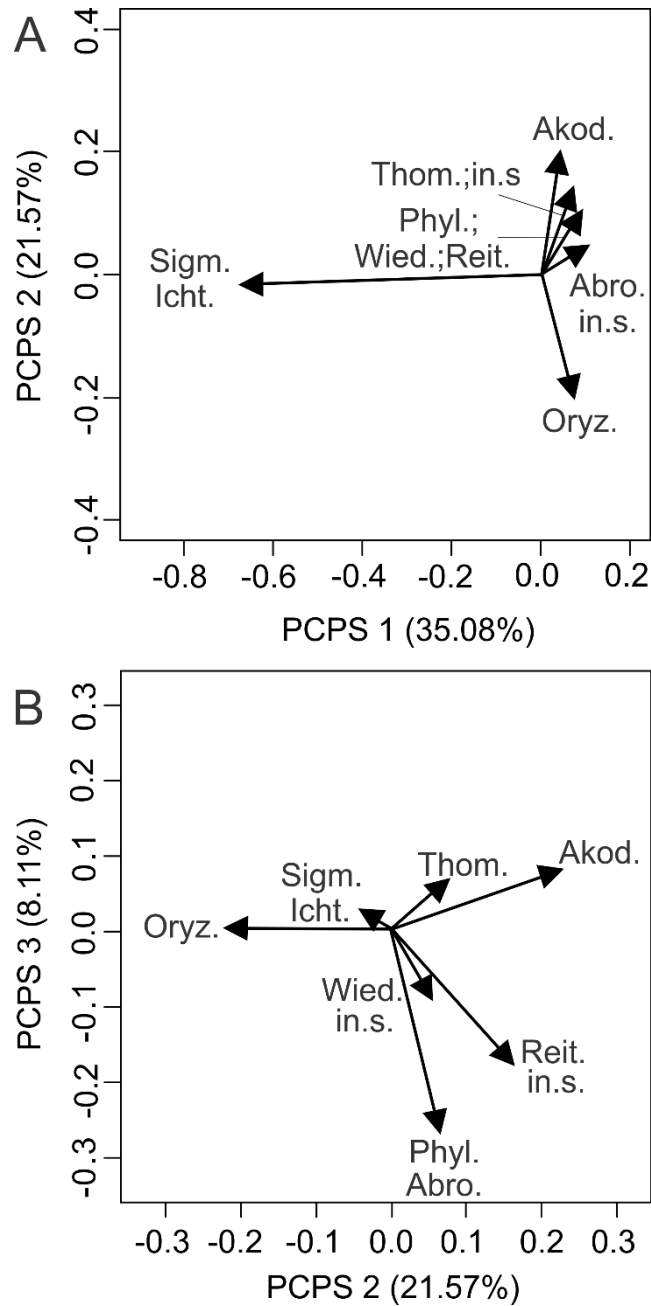 A
PCPS 2 (21.57%)
0.4
0.2
0.0
-0.2
-0.4
Akod.
Thom.;in.s
Phyl.;
Wied.;Reit.
Sigm.
Icht.
Abro.
in.s.
Oryz.
-0.8 -0.6 -0.4 -0.2 0.0 0.2
PCPS 1 (35.08%)
B
PCPS 3 (8.11%)
0.3
0.2
0.1
0.0
-0.1
-0.2
-0.3
Thom.
Akod.
Sigm.
Icht.
Oryz.
Wied.
in.s.
Reit.
in.s.
Phyl.
Abro.
-0.3 -0.2 -0.1 0.0 0.1 0.2 0.3
PCPS 2 (21.57%)